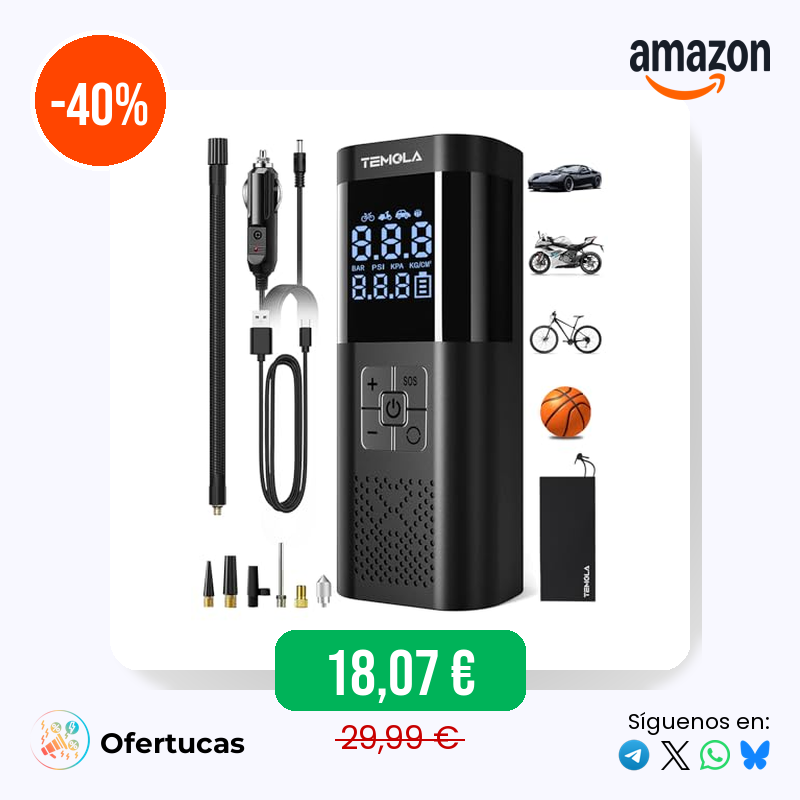 -40%
amazon
TEMOLA
8.8.8
BAR PSI KPA KG/CM²
8.8.8
+ SOS
−
TEMOLA
18,07 €
29,99 €
Ofertucas
Síguenos en: